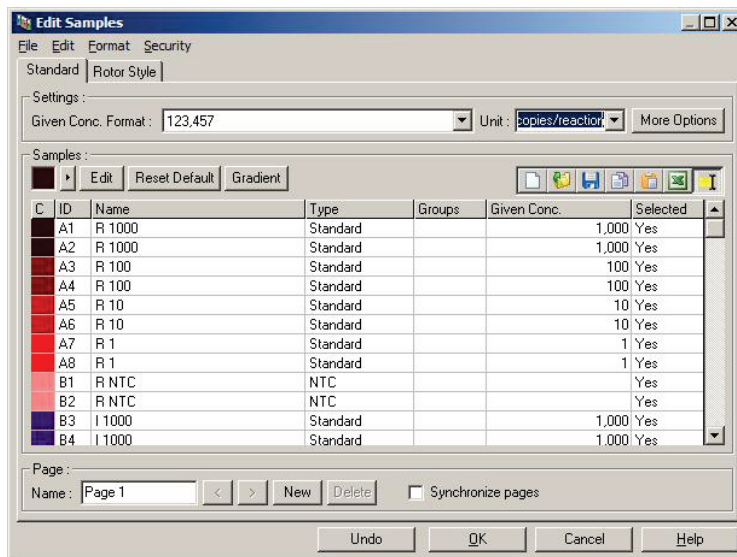 Edit Samples
File Edit Format Security
Standard Rotor Style
Settings :
Given Conc. Format : 123,457 Unit : copies/reaction More Options
Samples :
Edit Reset Default Gradient
C ID Name Type Groups Given Conc. Selected
A1 R 1000 Standard 1,000 Yes
A2 R 1000 Standard 1,000 Yes
A3 R 100 Standard 100 Yes
A4 R 100 Standard 100 Yes
A5 R 10 Standard 10 Yes
A6 R 10 Standard 10 Yes
A7 R 1 Standard 1 Yes
A8 R 1 Standard 1 Yes
B1 R NTC NTC Yes
B2 R NTC NTC Yes
B3 I 1000 Standard 1,000 Yes
B4 I 1000 Standard 1,000 Yes
Page :
Name : Page 1 < > New Delete Synchronize pages
Undo OK Cancel Help